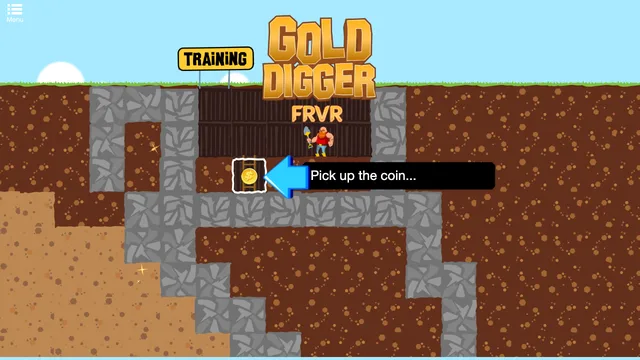 Menu
TRAINING
GOLD
DIGGER
FRVR
Pick up the coin...